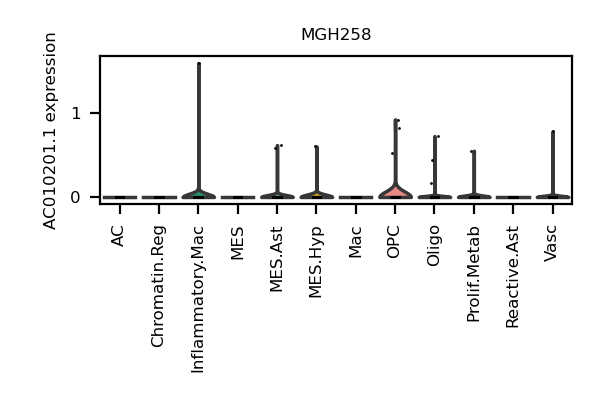 MGH258
AC010201.1 expression
1
0
AC
Chromatin.Reg
Inflammatory.Mac
MES
MES.Ast
MES.Hyp
Mac
OPC
Oligo
Prolif.Metab
Reactive.Ast
Vasc